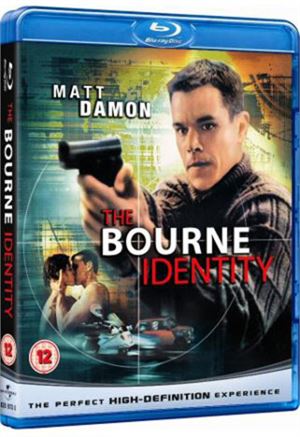 Blu-ray Disc
THE BOURNE IDENTITY
12
MATT
DAMON
THE
BOURNE
IDENTITY
12
THE PERFECT HIGH-DEFINITION EXPERIENCE